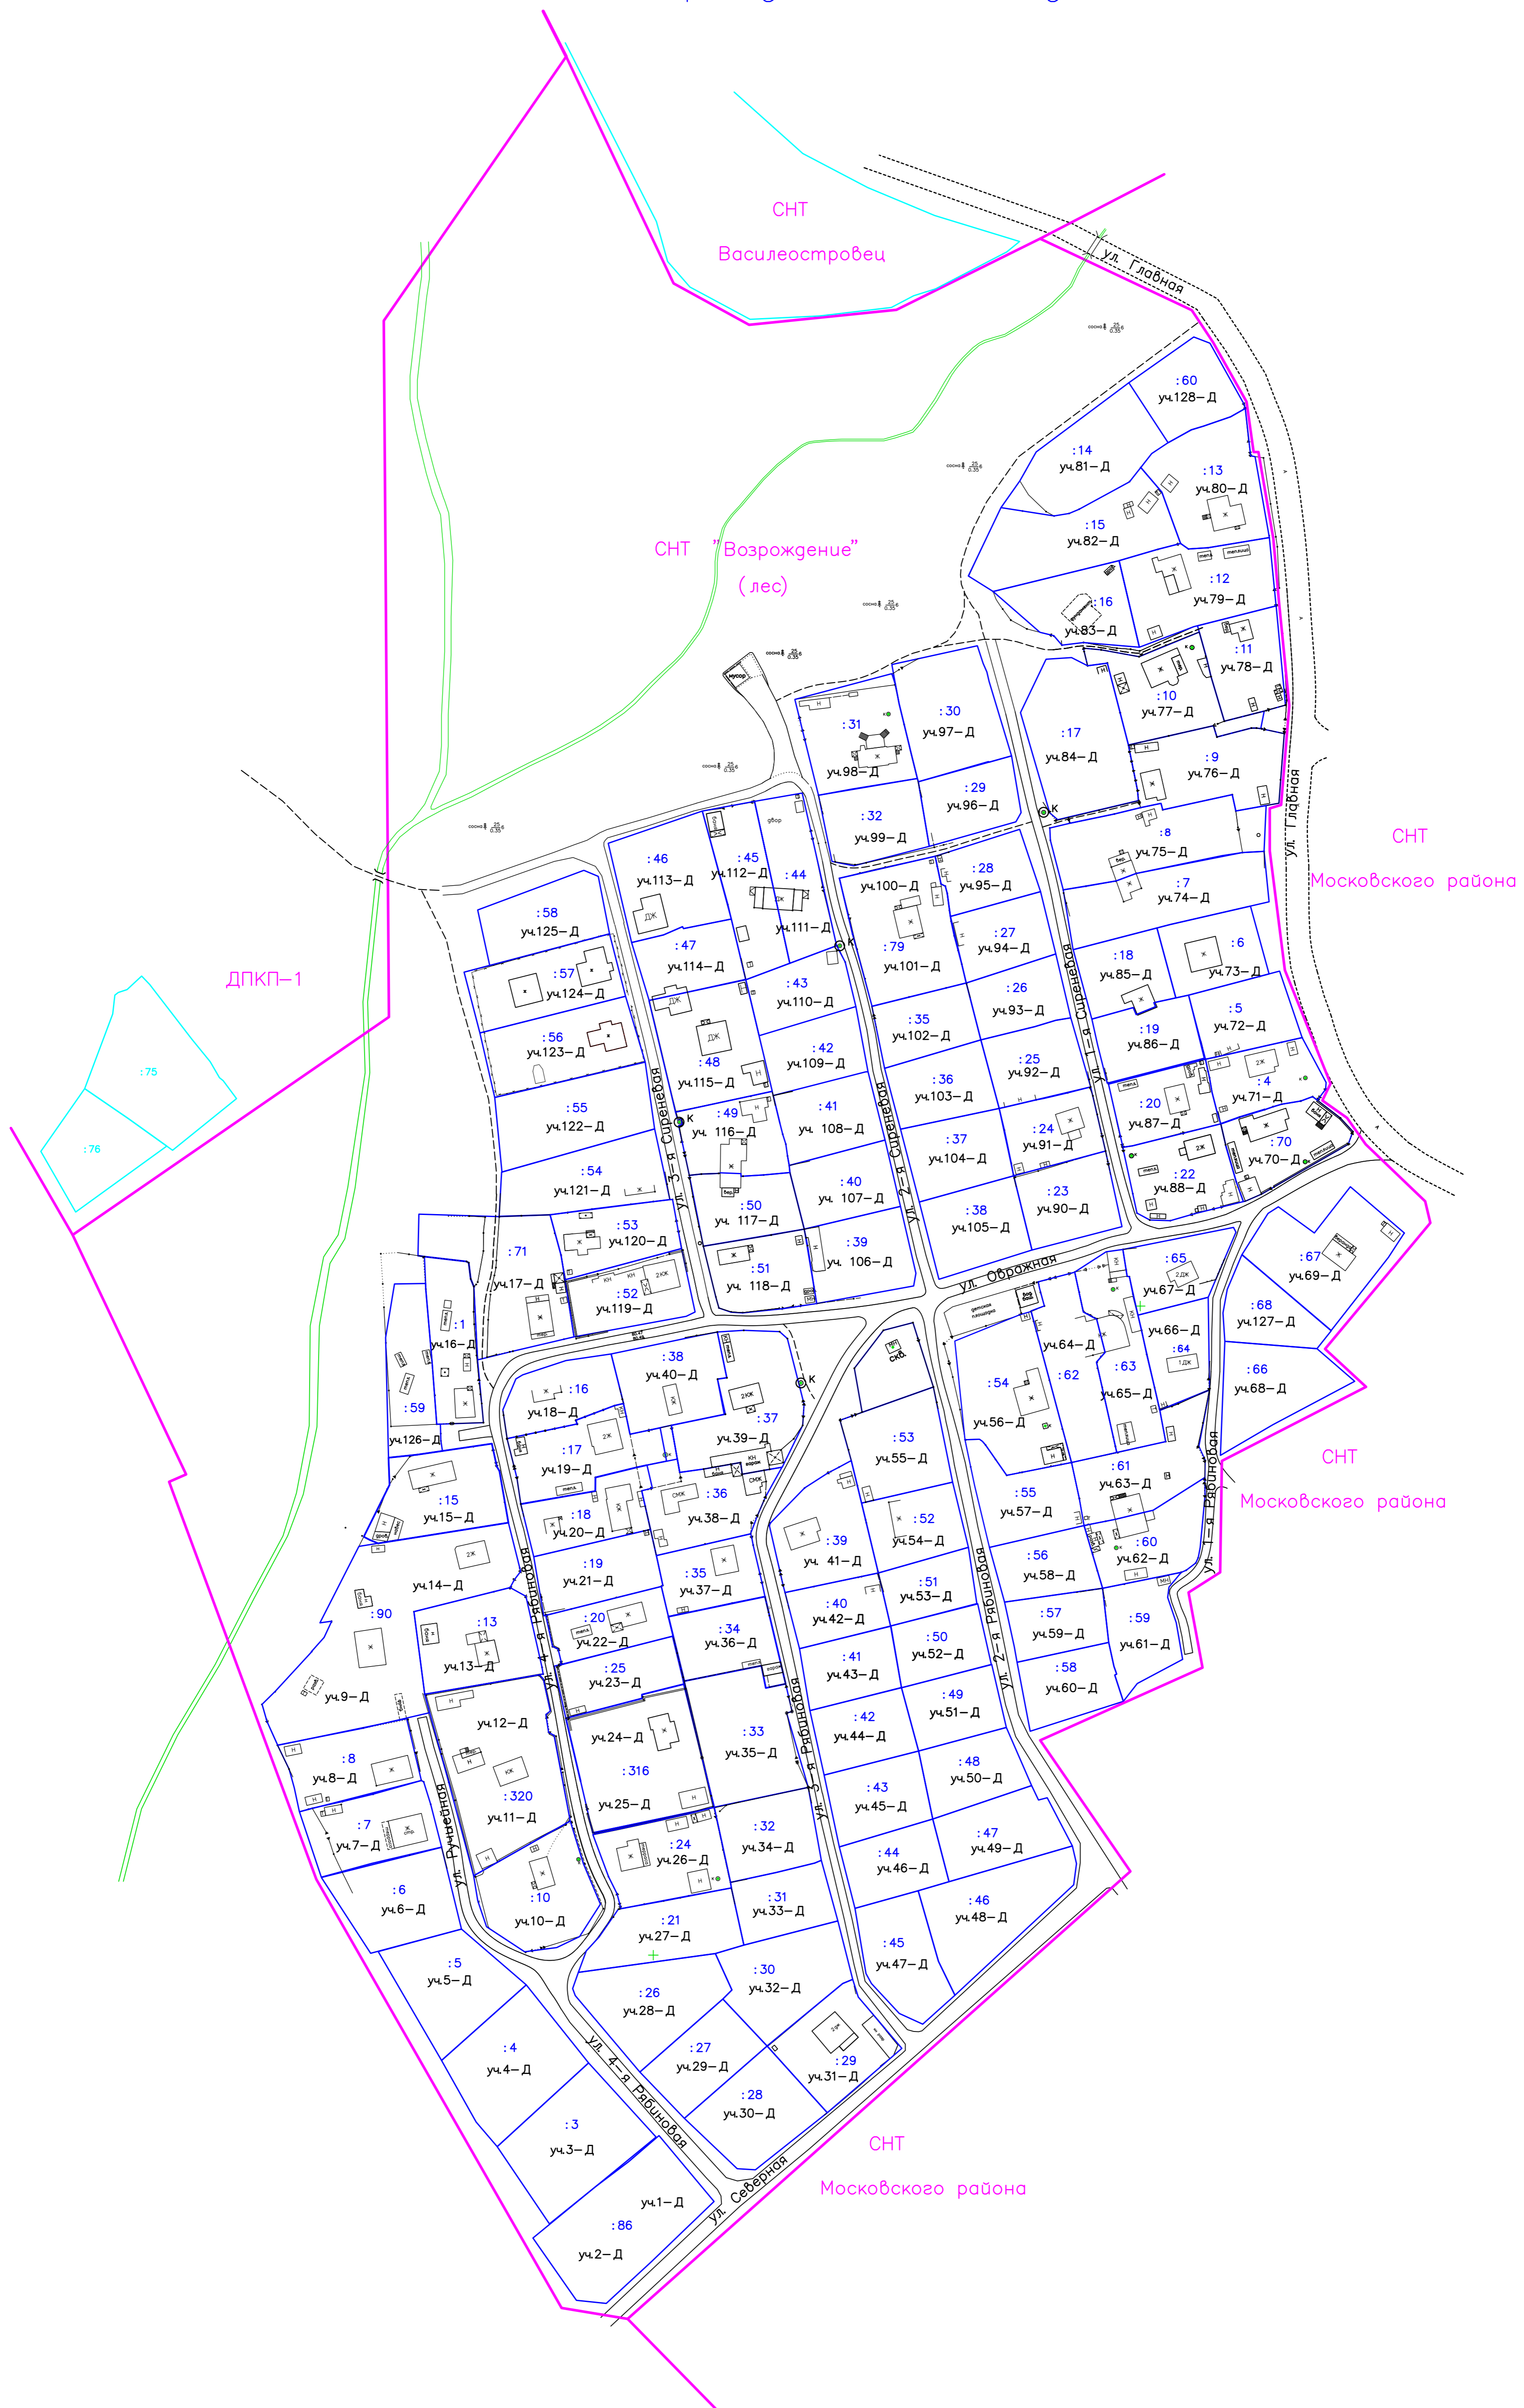 СНТ
Василеостровец
ул. Главная
:60
уч.128-Д
:14
уч.81-Д
:13
уч.80-Д
:15
уч.82-Д
СНТ "Возрождение"
(лес)
:12
уч.79-Д
:16
уч.83-Д
:11
уч.78-Д
мусор
:10
уч.77-Д
:30
уч.97-Д
:31
уч.98-Д
:17
уч.84-Д
:9
уч.76-Д
:29
уч.96-Д
:32
уч.99-Д
ул. Главная
:8
уч.75-Д
СНТ
Московского района
:7
уч.74-Д
двор
:46
уч.113-Д
:45
уч.112-Д
:44
уч.111-Д
уч.100-Д
:28
уч.95-Д
:58
уч.125-Д
:47
уч.114-Д
:79
уч.101-Д
:27
уч.94-Д
:18
уч.85-Д
:6
уч.73-Д
ДПКП-1
:57
уч.124-Д
:43
уч.110-Д
:26
уч.93-Д
:5
уч.72-Д
:56
уч.123-Д
:48
уч.115-Д
:42
уч.109-Д
:35
уч.102-Д
:25
уч.92-Д
:19
уч.86-Д
:75
:76
:55
уч.122-Д
:49
уч. 116-Д
:41
уч. 108-Д
:36
уч.103-Д
:24
уч.91-Д
:20
уч.87-Д
:4
уч.71-Д
:70
уч.70-Д
ул. 3-я Сиреневая
ул. 2-я Сиреневая
ул. 1-я Сиреневая
:54
уч.121-Д
:50
уч. 117-Д
:40
уч. 107-Д
:37
уч.104-Д
:23
уч.90-Д
:22
уч.88-Д
:53
уч.120-Д
:51
уч. 118-Д
:39
уч. 106-Д
:38
уч.105-Д
:71
уч.17-Д
:52
уч.119-Д
ул. Овражная
детская
площадка
:65
уч.67-Д
:67
уч.69-Д
:68
уч.127-Д
:1
уч.16-Д
:59
уч.126-Д
:38
уч.40-Д
:16
уч.18-Д
:37
уч.39-Д
скв.
:54
уч.56-Д
уч.64-Д
:62
:63
уч.65-Д
уч.66-Д
:64
:66
уч.68-Д
:17
уч.19-Д
:53
уч.55-Д
СНТ
Московского района
:15
уч.15-Д
:18
уч.20-Д
:36
уч.38-Д
:55
уч.57-Д
:61
уч.63-Д
:39
уч. 41-Д
:52
уч.54-Д
:60
уч.62-Д
ул. 1-я Рябиновая
уч.14-Д
:90
:19
уч.21-Д
:35
уч.37-Д
:56
уч.58-Д
:40
уч.42-Д
:51
уч.53-Д
:13
уч.13-Д
:20
уч.22-Д
:34
уч.36-Д
:57
уч.59-Д
:59
уч.61-Д
:50
уч.52-Д
:41
уч.43-Д
:25
уч.23-Д
:58
уч.60-Д
уч.9-Д
ул. 4-я Рябиновая
ул. 3-я Рябиновая
ул. 2-я Рябиновая
уч.12-Д
уч.24-Д
:33
уч.35-Д
:42
уч.44-Д
:49
уч.51-Д
:8
уч.8-Д
:316
уч.25-Д
:48
уч.50-Д
:43
уч.45-Д
:320
уч.11-Д
:7
уч.7-Д
ул. Ручейная
:24
уч.26-Д
:32
уч.34-Д
:44
уч.46-Д
:47
уч.49-Д
:6
уч.6-Д
:10
уч.10-Д
:21
уч.27-Д
:31
уч.33-Д
:46
уч.48-Д
:45
уч.47-Д
:5
уч.5-Д
:30
уч.32-Д
:26
уч.28-Д
:4
уч.4-Д
:27
уч.29-Д
:29
уч.31-Д
:28
уч.30-Д
ул. 4-я Рябиновая
:3
уч.3-Д
СНТ
Московского района
ул. Северная
уч.1-Д
:86
уч.2-Д